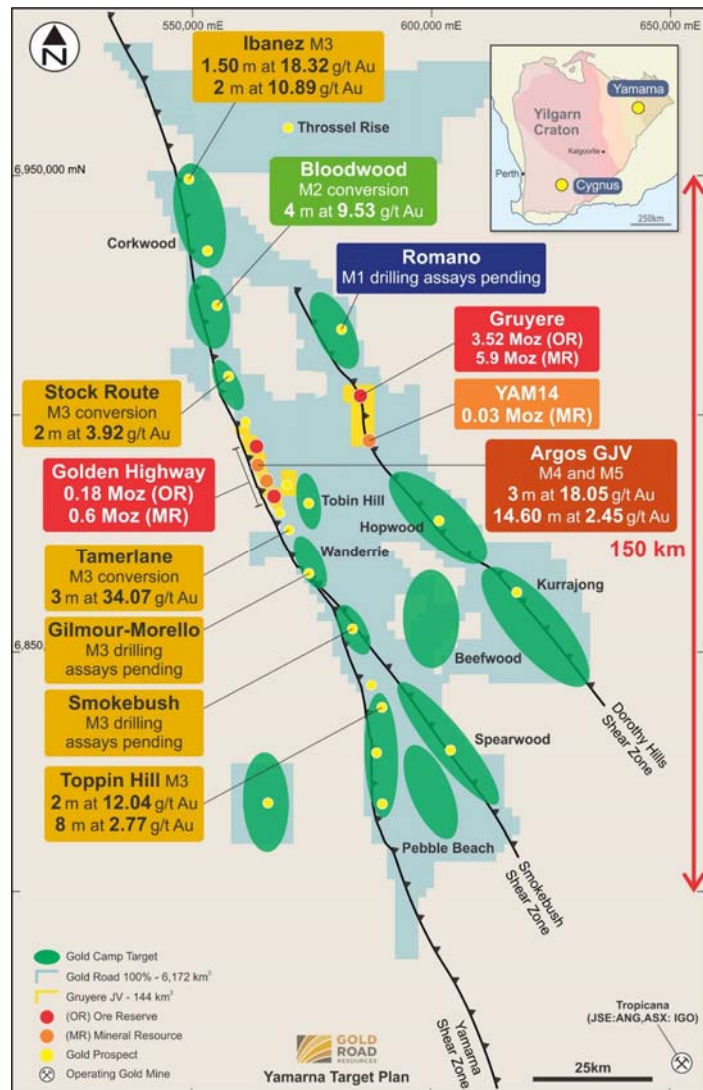 550,000 mE
600,000 mE
650,000 mE
N
Ibanez M3
1.50 m at 18.32 g/t Au
2 m at 10.89 g/t Au
Throssel Rise
Yilgarn
Craton
Yamarna
Kalgoorlie
Perth
Cygnus
250km
6,950,000 mN
Bloodwood
M2 conversion
4 m at 9.53 g/t Au
Corkwood
Romano
M1 drilling assays pending
Gruyere
3.52 Moz (OR)
5.9 Moz (MR)
YAM14
0.03 Moz (MR)
Stock Route
M3 conversion
2 m at 3.92 g/t Au
Argos GJV
M4 and M5
3 m at 18.05 g/t Au
14.60 m at 2.45 g/t Au
Golden Highway
0.18 Moz (OR)
0.6 Moz (MR)
Tobin Hill
Hopwood
150 km
Wanderrie
Tamerlane
M3 conversion
3 m at 34.07 g/t Au
Kurrajong
Gilmour-Morello
M3 drilling
assays pending
6,850,000 mN
Beefwood
Smokebush
M3 drilling
assays pending
Dorothy Hills
Shear Zone
Spearwood
Toppin Hill M3
2 m at 12.04 g/t Au
8 m at 2.77 g/t Au
Pebble Beach
Smokebush
Shear Zone
Yamarna
Shear Zone
Gold Camp Target
Gold Road 100% - 6,172 km²
Gruyere JV - 144 km²
(OR) Ore Reserve
(MR) Mineral Resource
Gold Prospect
Operating Gold Mine
GOLD
ROAD
RESOURCES
Yamarna Target Plan
Tropicana
(JSE:ANG,ASX: IGO)
25km